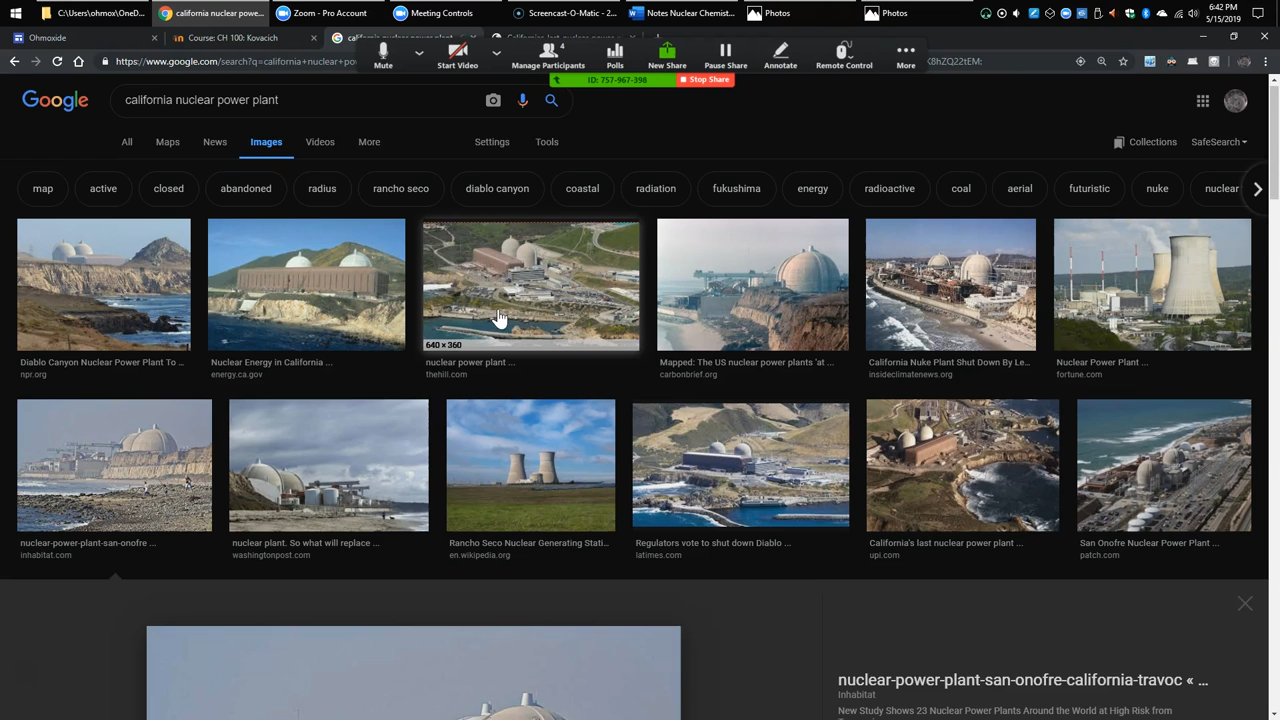 C:\Users\ohmox\OneD...
california nuclear powe...
Zoom - Pro Account
Meeting Controls
Screencast-O-Matic - 2...
Notes Nuclear Chemist...
Photos
Photos
6:42 PM
5/15/2019
Ohmoxide
Course: CH 100: Kovacich
Mute
Start Video
4
Manage Participants
Polls
New Share
Pause Share
Annotate
Remote Control
More
https://www.google.com/search?q=california+nuclear+pow
K8hZQ22tEM:
ID: 757-967-398
Stop Share
Google
california nuclear power plant
All
Maps
News
Images
Videos
More
Settings
Tools
Collections
SafeSearch
map
active
closed
abandoned
radius
rancho seco
diablo canyon
coastal
radiation
fukushima
energy
radioactive
coal
aerial
futuristic
nuke
nuclear
640 × 360
Diablo Canyon Nuclear Power Plant To ...
npr.org
Nuclear Energy in California ...
energy.ca.gov
nuclear power plant ...
thehill.com
Mapped: The US nuclear power plants 'at ...
carbonbrief.org
California Nuke Plant Shut Down By Le...
insideclimatenews.org
Nuclear Power Plant ...
fortune.com
nuclear-power-plant-san-onofre ...
inhabitat.com
nuclear plant. So what will replace ...
washingtonpost.com
Rancho Seco Nuclear Generating Stati...
en.wikipedia.org
Regulators vote to shut down Diablo ...
latimes.com
California's last nuclear power plant ...
upi.com
San Onofre Nuclear Power Plant ...
patch.com
nuclear-power-plant-san-onofre-california-travoc « ...
Inhabitat
New Study Shows 23 Nuclear Power Plants Around the World at High Risk from